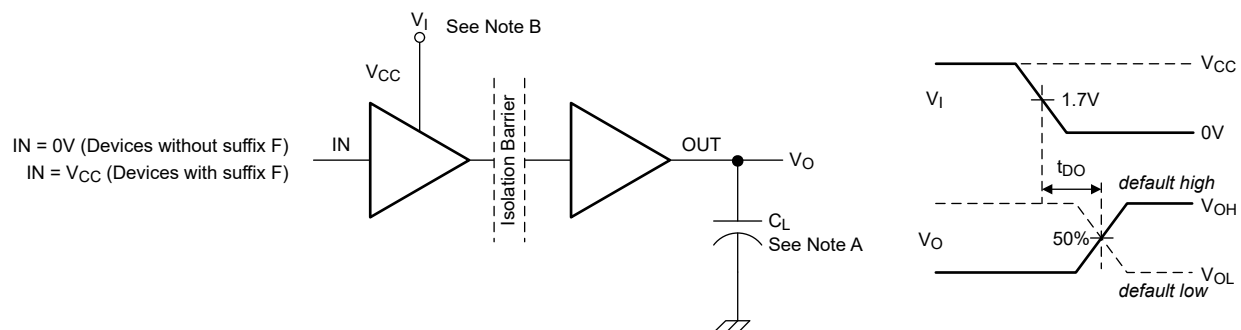 V_I
See Note B
V_CC
IN = 0V (Devices without suffix F)
IN = V_CC (Devices with suffix F)
IN
Isolation Barrier
OUT
V_O
C_L
See Note A
V_I
V_CC
1.7V
0V
t_DO
default high
V_OH
V_O
50%
V_OL
default low